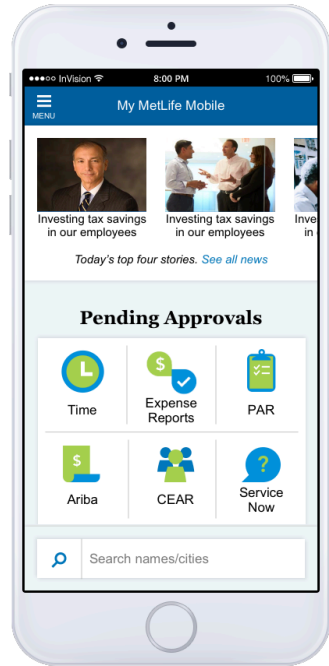 InVision 8:00 PM 100%
MENU
My MetLife Mobile
Investing tax savings
in our employees
Investing tax savings
in our employees
Inve
in
Today's top four stories. See all news
Pending Approvals
Time
Expense
Reports
PAR
Ariba
CEAR
Service
Now
Search names/cities